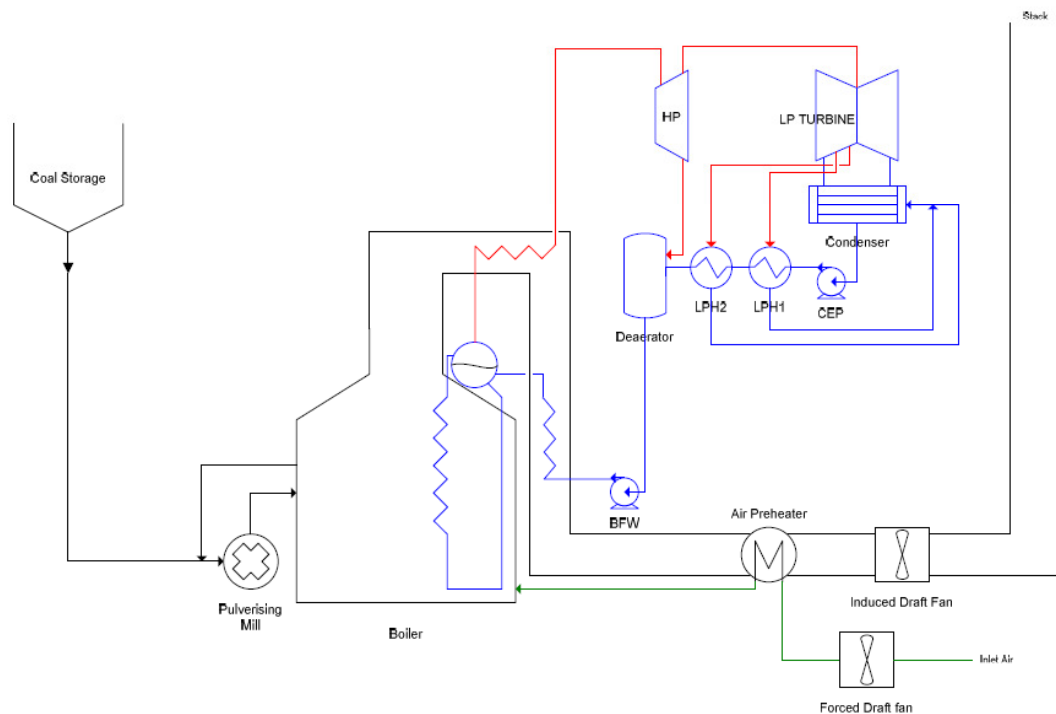 Stack
HP
LP TURBINE
Coal Storage
Condenser
LPH2
LPH1
CEP
Deaerator
BFW
Air Preheater
Pulverising
Mill
Boiler
Induced Draft Fan
Inlet Air
Forced Draft fan